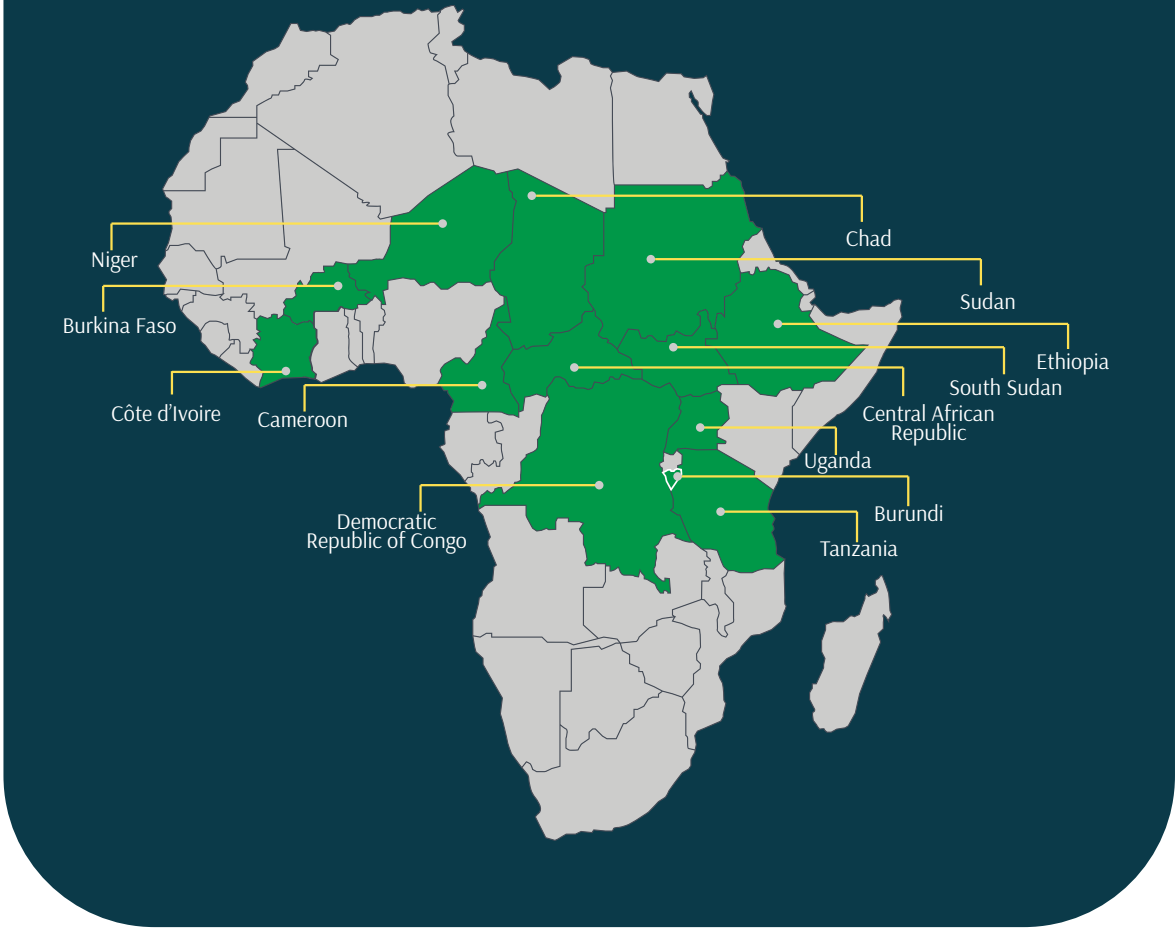 Chad
Niger
Sudan
Burkina Faso
Ethiopia
South Sudan
Côte d'Ivoire
Cameroon
Central African
Republic
Uganda
Burundi
Democratic
Republic of Congo
Tanzania